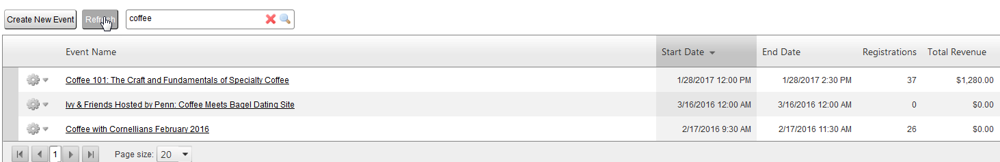 Create New Event Refresh coffee
Event Name Start Date End Date Registrations Total Revenue
Coffee 101: The Craft and Fundamentals of Specialty Coffee 1/28/2017 12:00 PM 1/28/2017 2:30 PM 37 $1,280.00
Ivy & Friends Hosted by Penn: Coffee Meets Bagel Dating Site 3/16/2016 12:00 AM 3/16/2016 12:00 AM 0 $0.00
Coffee with Cornellians February 2016 2/17/2016 9:30 AM 2/17/2016 11:30 AM 26 $0.00
1 Page size: 20